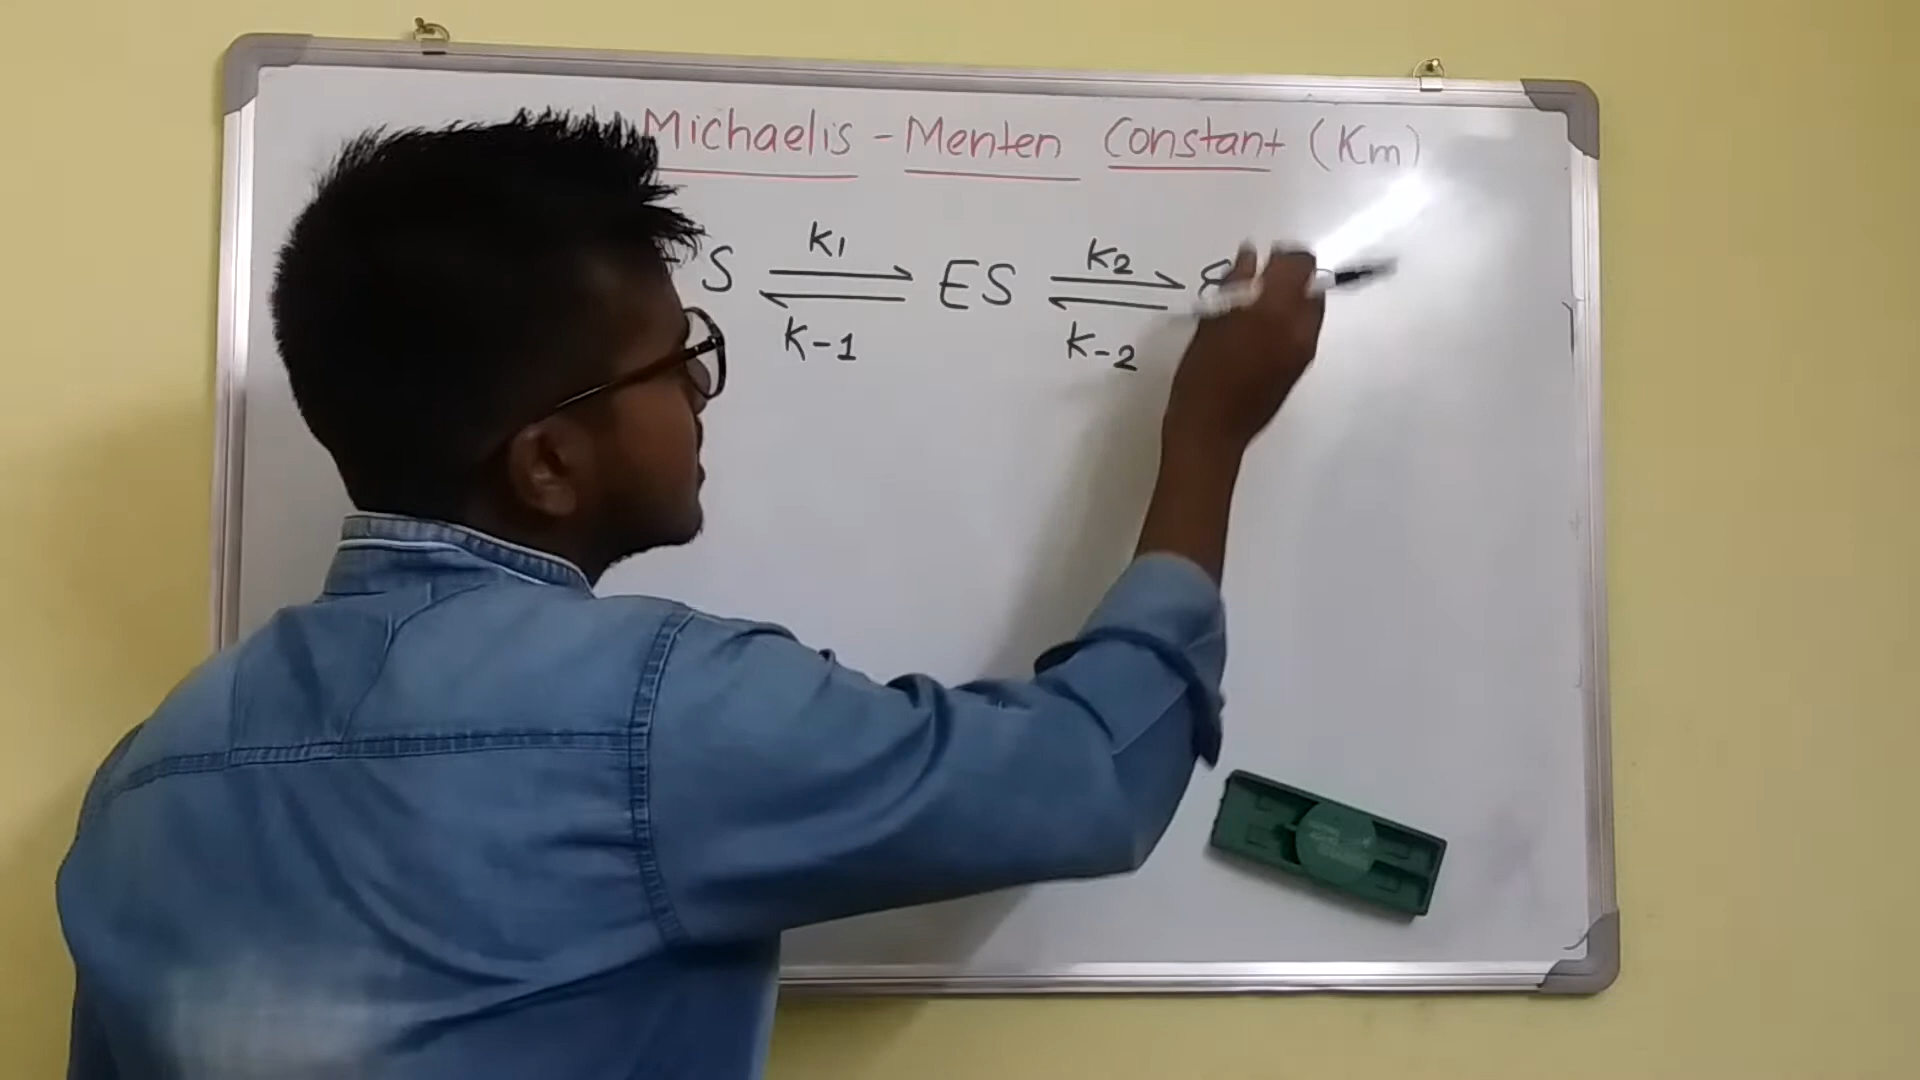 Michaelis - Menten Constant (Km)
K1 K2
S ⇌ ES ⇌
K-1 K-2